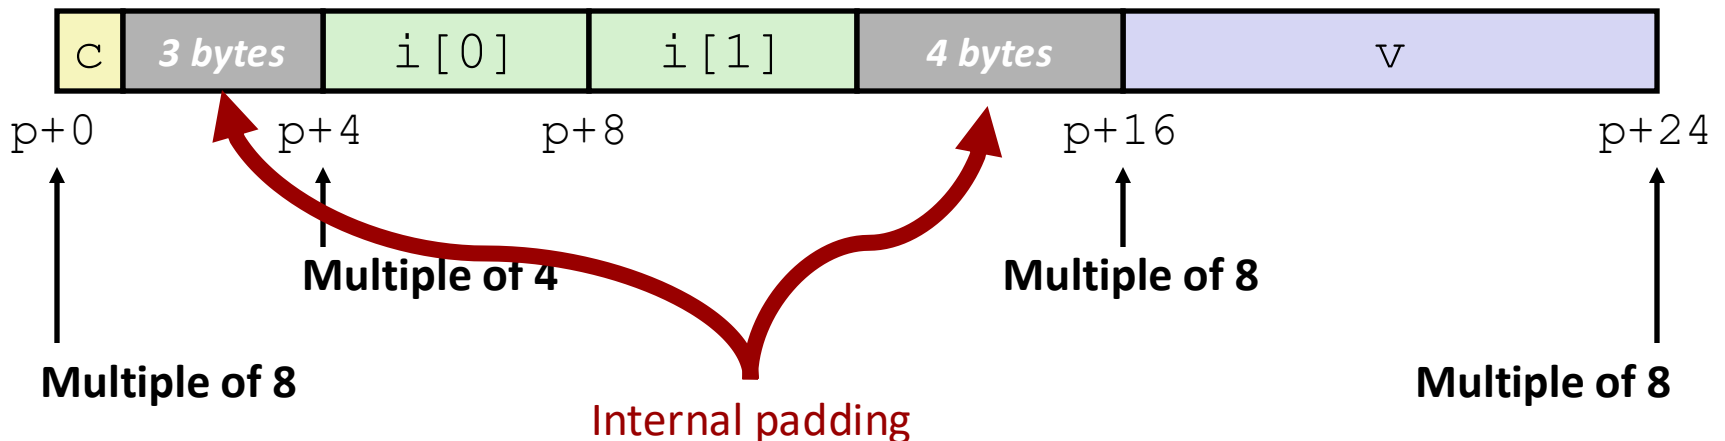 c 3 bytes i[0] i[1] 4 bytes v
p+0 p+4 p+8 p+16 p+24
Multiple of 4 Multiple of 8
Multiple of 8 Multiple of 8
Internal padding